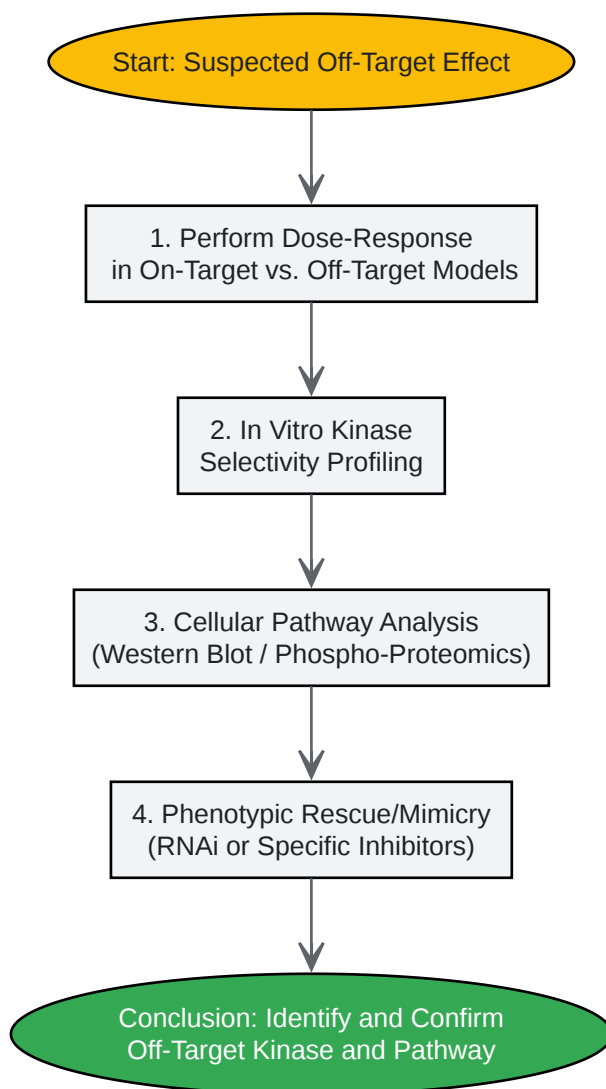 Start: Suspected Off-Target Effect
1. Perform Dose-Response
in On-Target vs. Off-Target Models
2. In Vitro Kinase
Selectivity Profiling
3. Cellular Pathway Analysis
(Western Blot / Phospho-Proteomics)
4. Phenotypic Rescue/Mimicry
(RNAi or Specific Inhibitors)
Conclusion: Identify and Confirm
Off-Target Kinase and Pathway